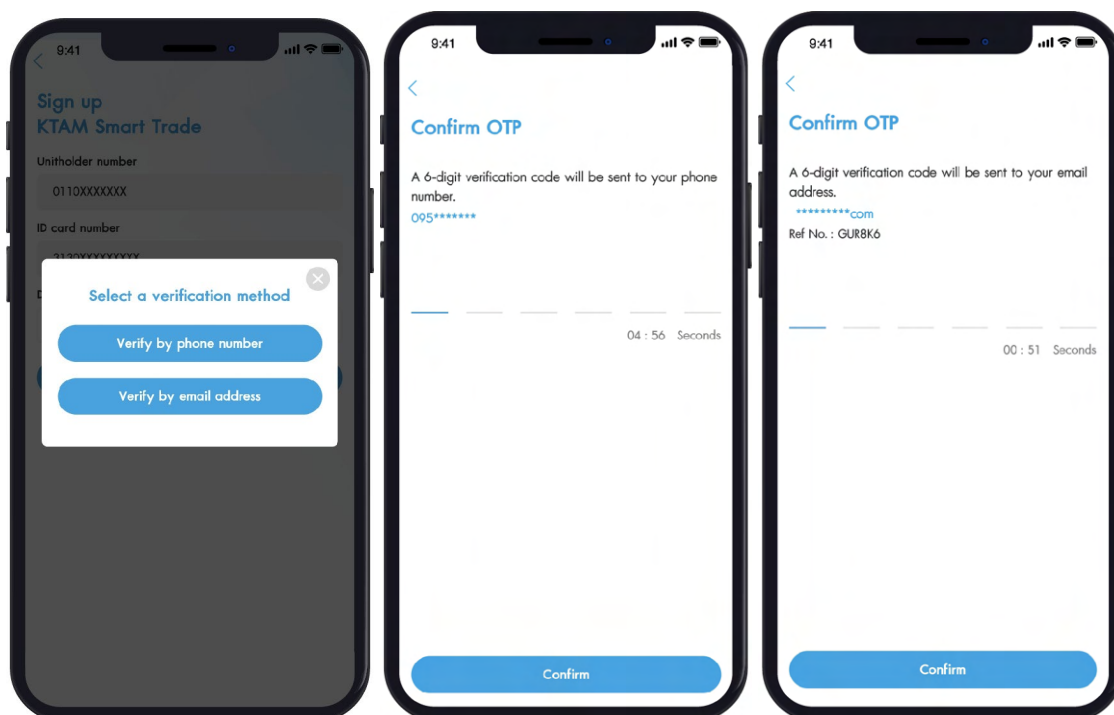 9:41
Sign up
KTAM Smart Trade
Unitholder number
0110XXXXXX
ID card number
3130XXXXXXXXX
D
Select a verification method
Verify by phone number
Verify by email address
9:41
Confirm OTP
A 6-digit verification code will be sent to your phone
number.
095*******
04 : 56 Seconds
Confirm
9:41
Confirm OTP
A 6-digit verification code will be sent to your email
address.
*********com
Ref No. : GUR8K6
00 : 51 Seconds
Confirm